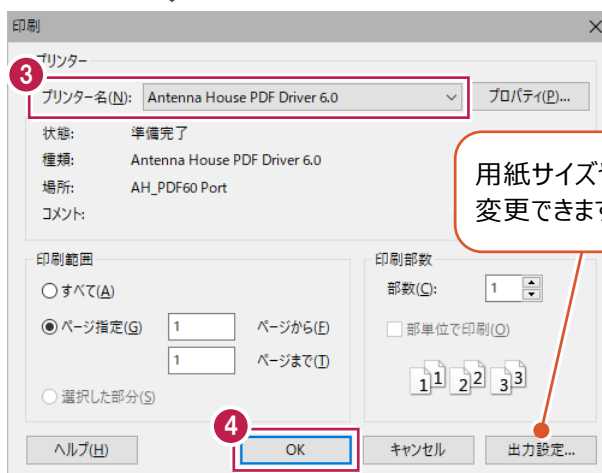 印刷
プリンター
3
プリンター名(N): Antenna House PDF Driver 6.0 プロパティ(P)...
状態: 準備完了
種類: Antenna House PDF Driver 6.0
場所: AH_PDF60 Port
コメント:
用紙サイズ
変更できます
印刷範囲
すべて(A)
ページ指定(G) 1 ページから(F)
1 ページまで(T)
選択した部分(S)
印刷部数
部数(C): 1
部単位で印刷(O)
1 1 2 2 3 3
4
ヘルプ(H) OK キャンセル 出力設定...